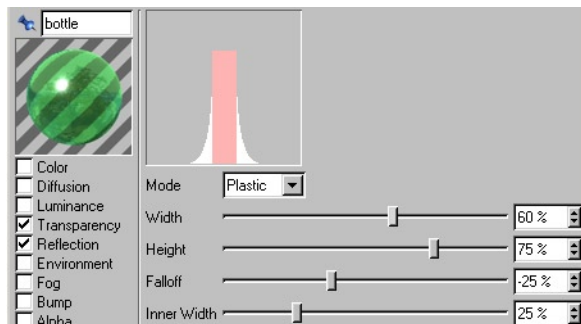 bottle
Color
Diffusion
Luminance
Transparency
Reflection
Environment
Fog
Bump
Alpha
Mode Plastic
Width 60 %
Height 75 %
Falloff -25 %
Inner Width 25 %